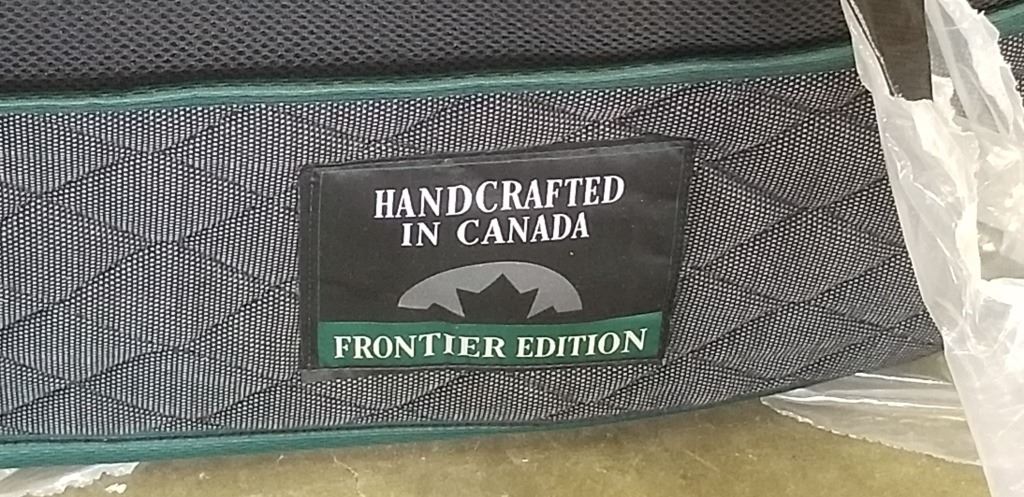 HANDCRAFTED
IN CANADA
FRONTIER EDITION